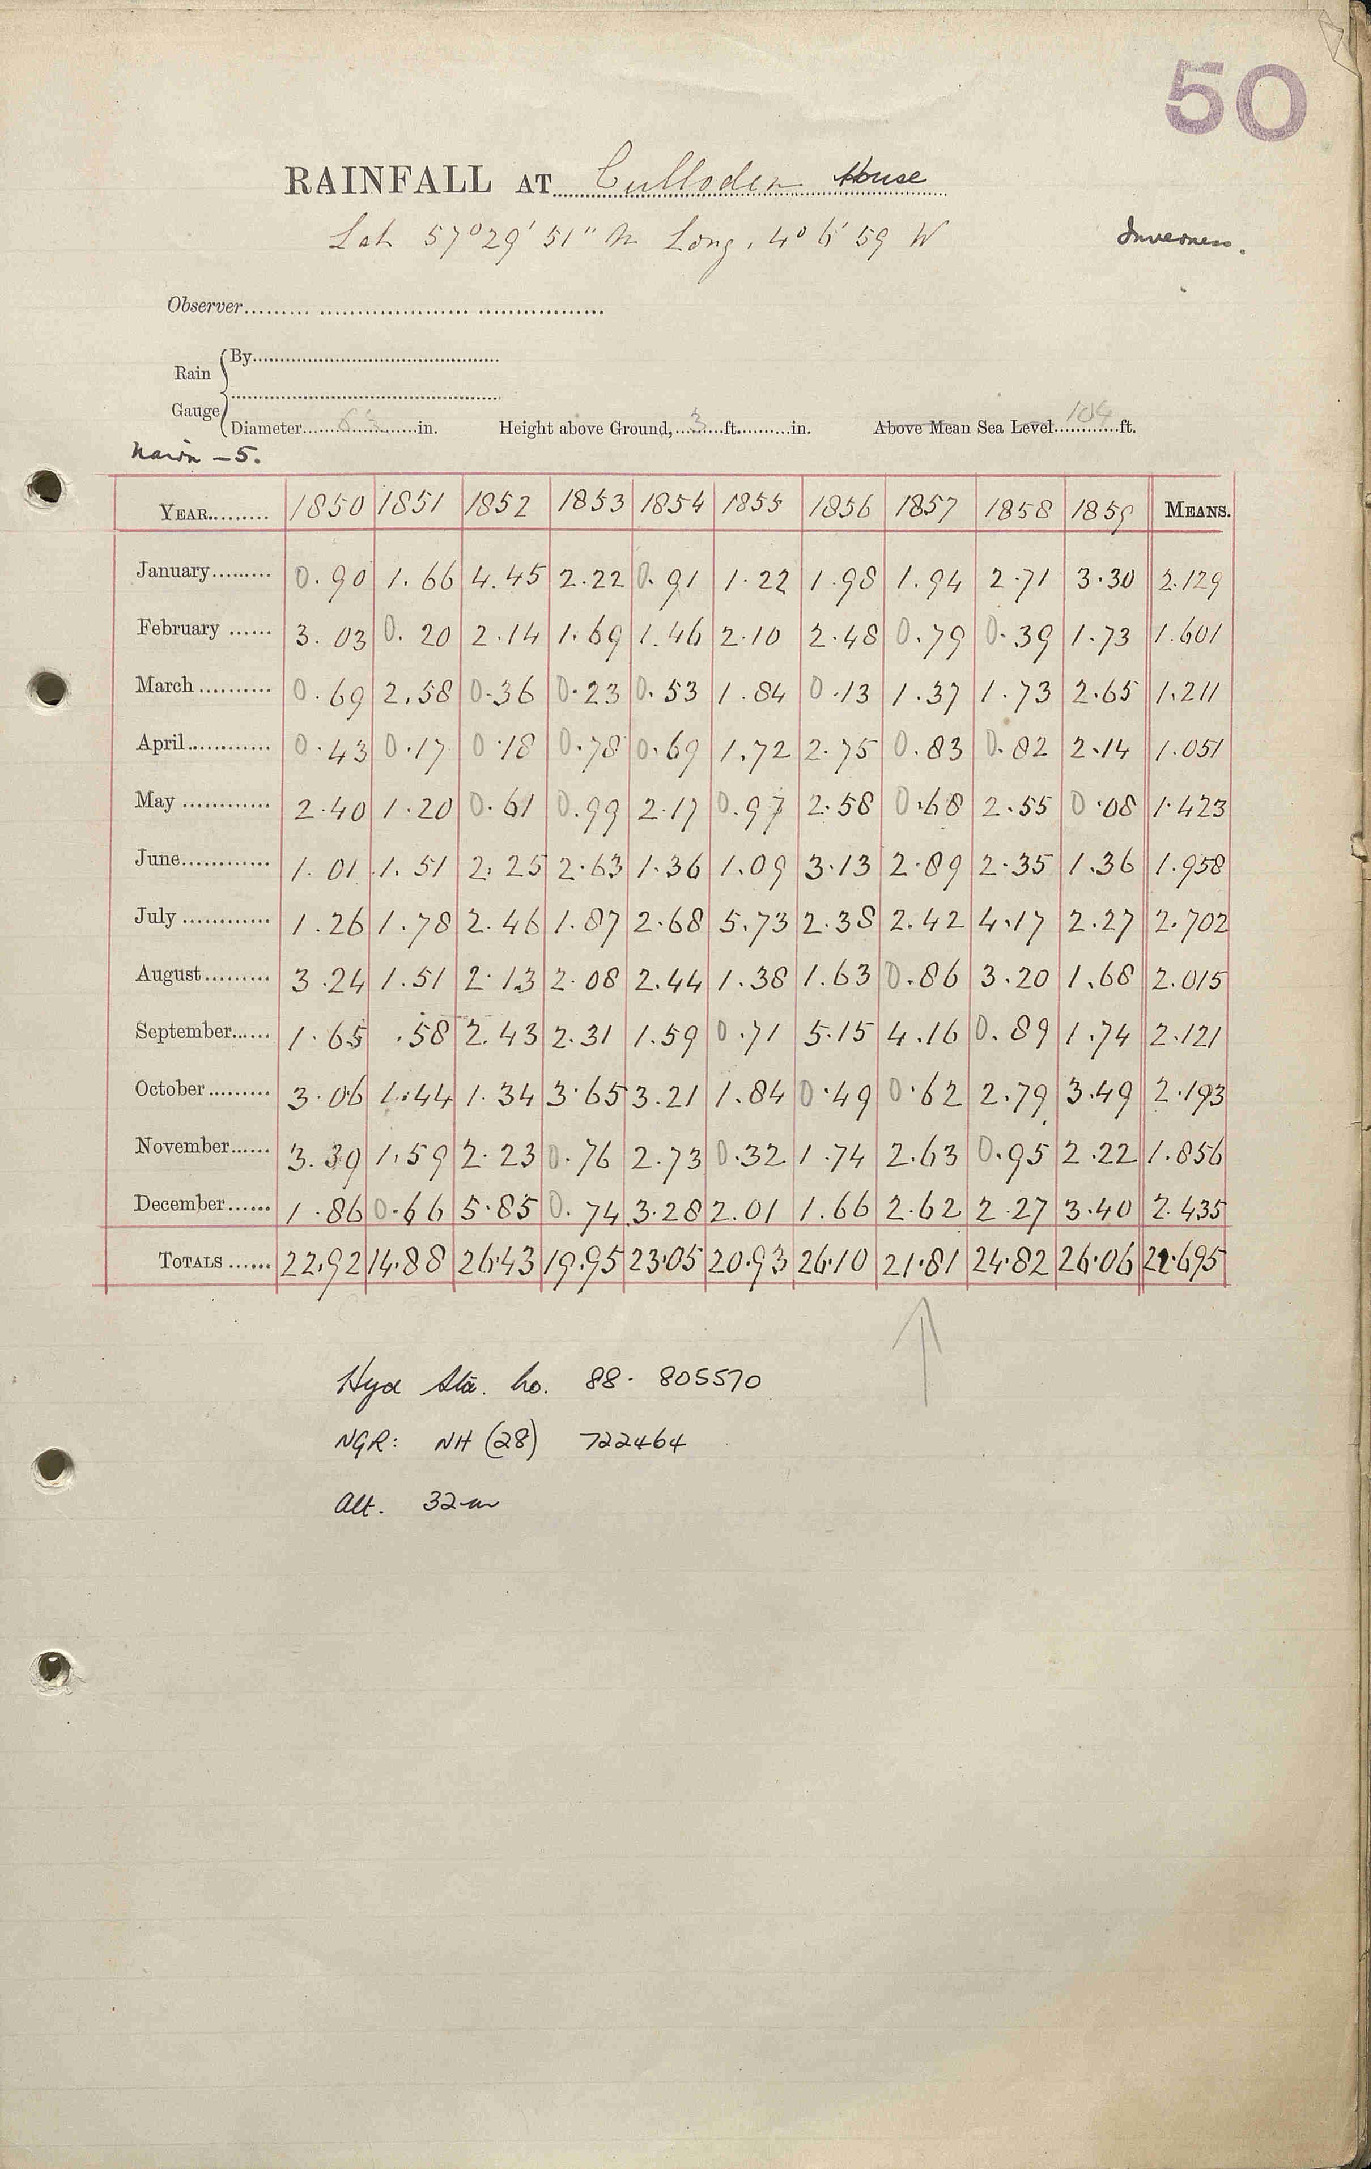 50
RAINFALL AT Culloden House
Lat 57° 29' 51" N Long. 4° 6' 59 W
Inverness.
Observer
Rain Gauge
By
Diameter in. Height above Ground, 3 ft. in. Above Mean Sea Level 104 ft.
Nairn - 5.
YEAR 1850 1851 1852 1853 1854 1855 1856 1857 1858 1859 MEANS.
January 0.90 1.66 4.45 2.22 0.91 1.22 1.98 1.94 2.71 3.30 2.129
February 3.03 0.20 2.14 1.69 1.46 2.10 2.48 0.79 0.39 1.73 1.601
March 0.69 2.58 0.36 0.23 0.53 1.84 0.13 1.37 1.73 2.65 1.211
April 0.43 0.17 0.18 0.78 0.69 1.72 2.75 0.83 0.82 2.14 1.051
May 2.40 1.20 0.61 0.99 2.17 0.97 2.58 0.68 2.55 0.08 1.423
June 1.01 1.51 2.25 2.63 1.36 1.09 3.13 2.89 2.35 1.36 1.958
July 1.26 1.78 2.46 1.87 2.68 5.73 2.38 2.42 4.17 2.27 2.702
August 3.24 1.51 2.13 2.08 2.44 1.38 1.63 0.86 3.20 1.68 2.015
September 1.65 .58 2.43 2.31 1.59 0.71 5.15 4.16 0.89 1.74 2.121
October 3.06 1.44 1.34 3.65 3.21 1.84 0.49 0.62 2.79 3.49 2.193
November 3.39 1.59 2.23 0.76 2.73 0.32 1.74 2.63 0.95 2.22 1.856
December 1.86 0.66 5.85 0.74 3.28 2.01 1.66 2.62 2.27 3.40 2.435
TOTALS 22.92 14.88 26.43 19.95 23.05 20.93 26.10 21.81 24.82 26.06 22.695
Hyd Sta. No. 88. 805570
NGR: NH (28) 722464
Alt. 32m